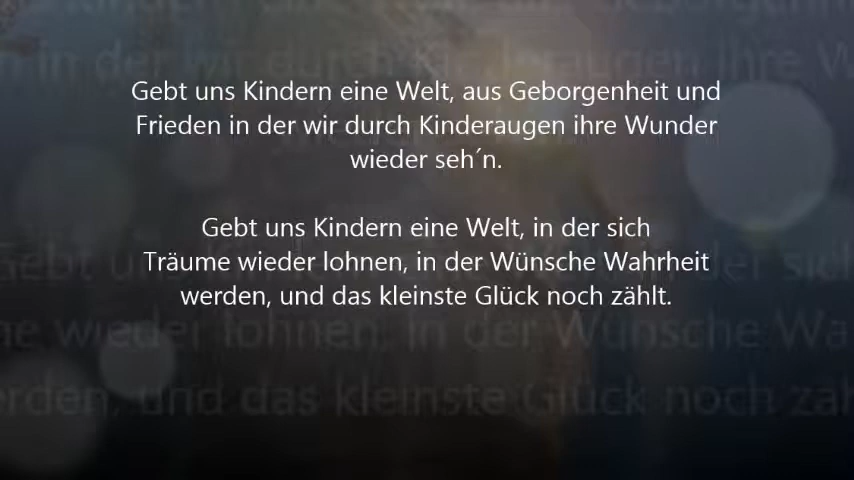 Gebt uns Kindern eine Welt, aus Geborgenheit und
Frieden in der wir durch Kinderaugen ihre Wunder
wieder seh´n.
Gebt uns Kindern eine Welt, in der sich
Träume wieder lohnen, in der Wünsche Wahrheit
werden, und das kleinste Glück noch zählt.